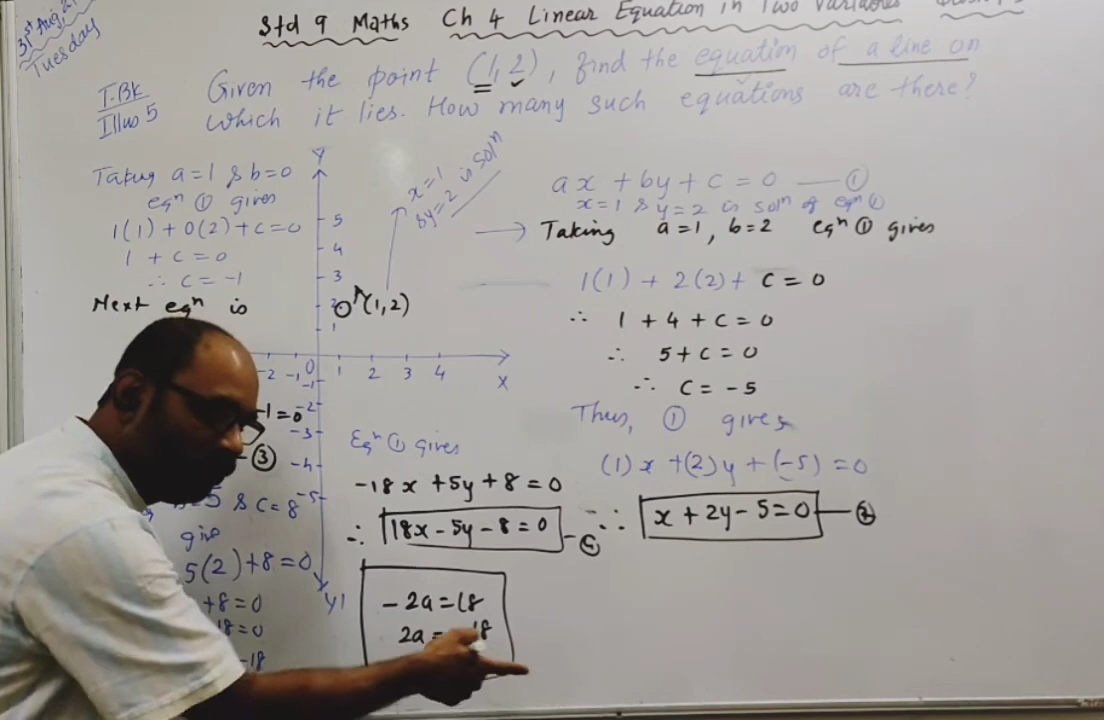 31st Aug, 21
Tuesday
Std 9 Maths Ch 4 Linear Equation in Two Variables
T.Bk
Illus 5
Given the point (1,2), find the equation of a line on
which it lies. How many such equations are there?
Taking a=1 & b=0
eqn ① gives
1(1)+0(2)+c=0
1 + c = 0
∴ c = -1
Next eqn is
-1=0
③
=5 & c=8
give
5(2)+8=0
+8=0
18=0
-18
Y
5
4
3
2
1
(1,2)
x=1
&y=2 is soln
-2 -1 0 1 2 3 4
X
-1
-2
-3
-4
-5
Y1
Eqn ① gives
-18x +5y+8=0
∴ 18x-5y-8=0
-2a=18
2a=-18
ax + by + c = 0 — ①
x=1 & y=2 is soln of eqn ①
→ Taking a=1, b=2 eqn ① gives
1(1) + 2(2) + c = 0
∴ 1 + 4 + c = 0
∴ 5 + c = 0
∴ c = -5
Thus, ① gives
(1)x +(2)y +(-5) =0
∴ x + 2y - 5 = 0 — ②